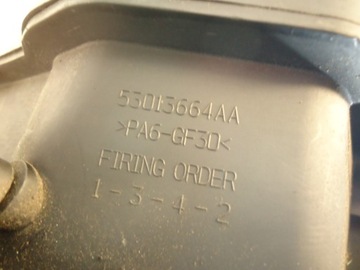 53013664AA
>PA6-GF30<
FIRING ORDER
1-3-4-2